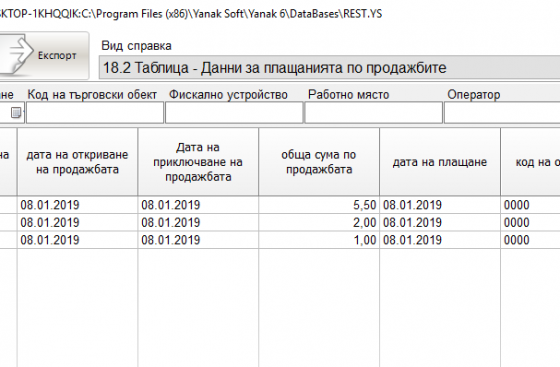 SKTOP-1KHQQIK:C:\Program Files (x86)\Yanak Soft\Yanak 6\DataBases\REST.YS
Експорт
Вид справка
18.2 Таблица - Данни за плащанията по продажбите
ане Код на търговски обект Фискално устройство Работно място Оператор
на дата на откриване на продажбата Дата на приключване на продажбата обща сума по продажбата дата на плащане код на о
08.01.2019 08.01.2019 5,50 08.01.2019 0000
08.01.2019 08.01.2019 2,00 08.01.2019 0000
08.01.2019 08.01.2019 1,00 08.01.2019 0000